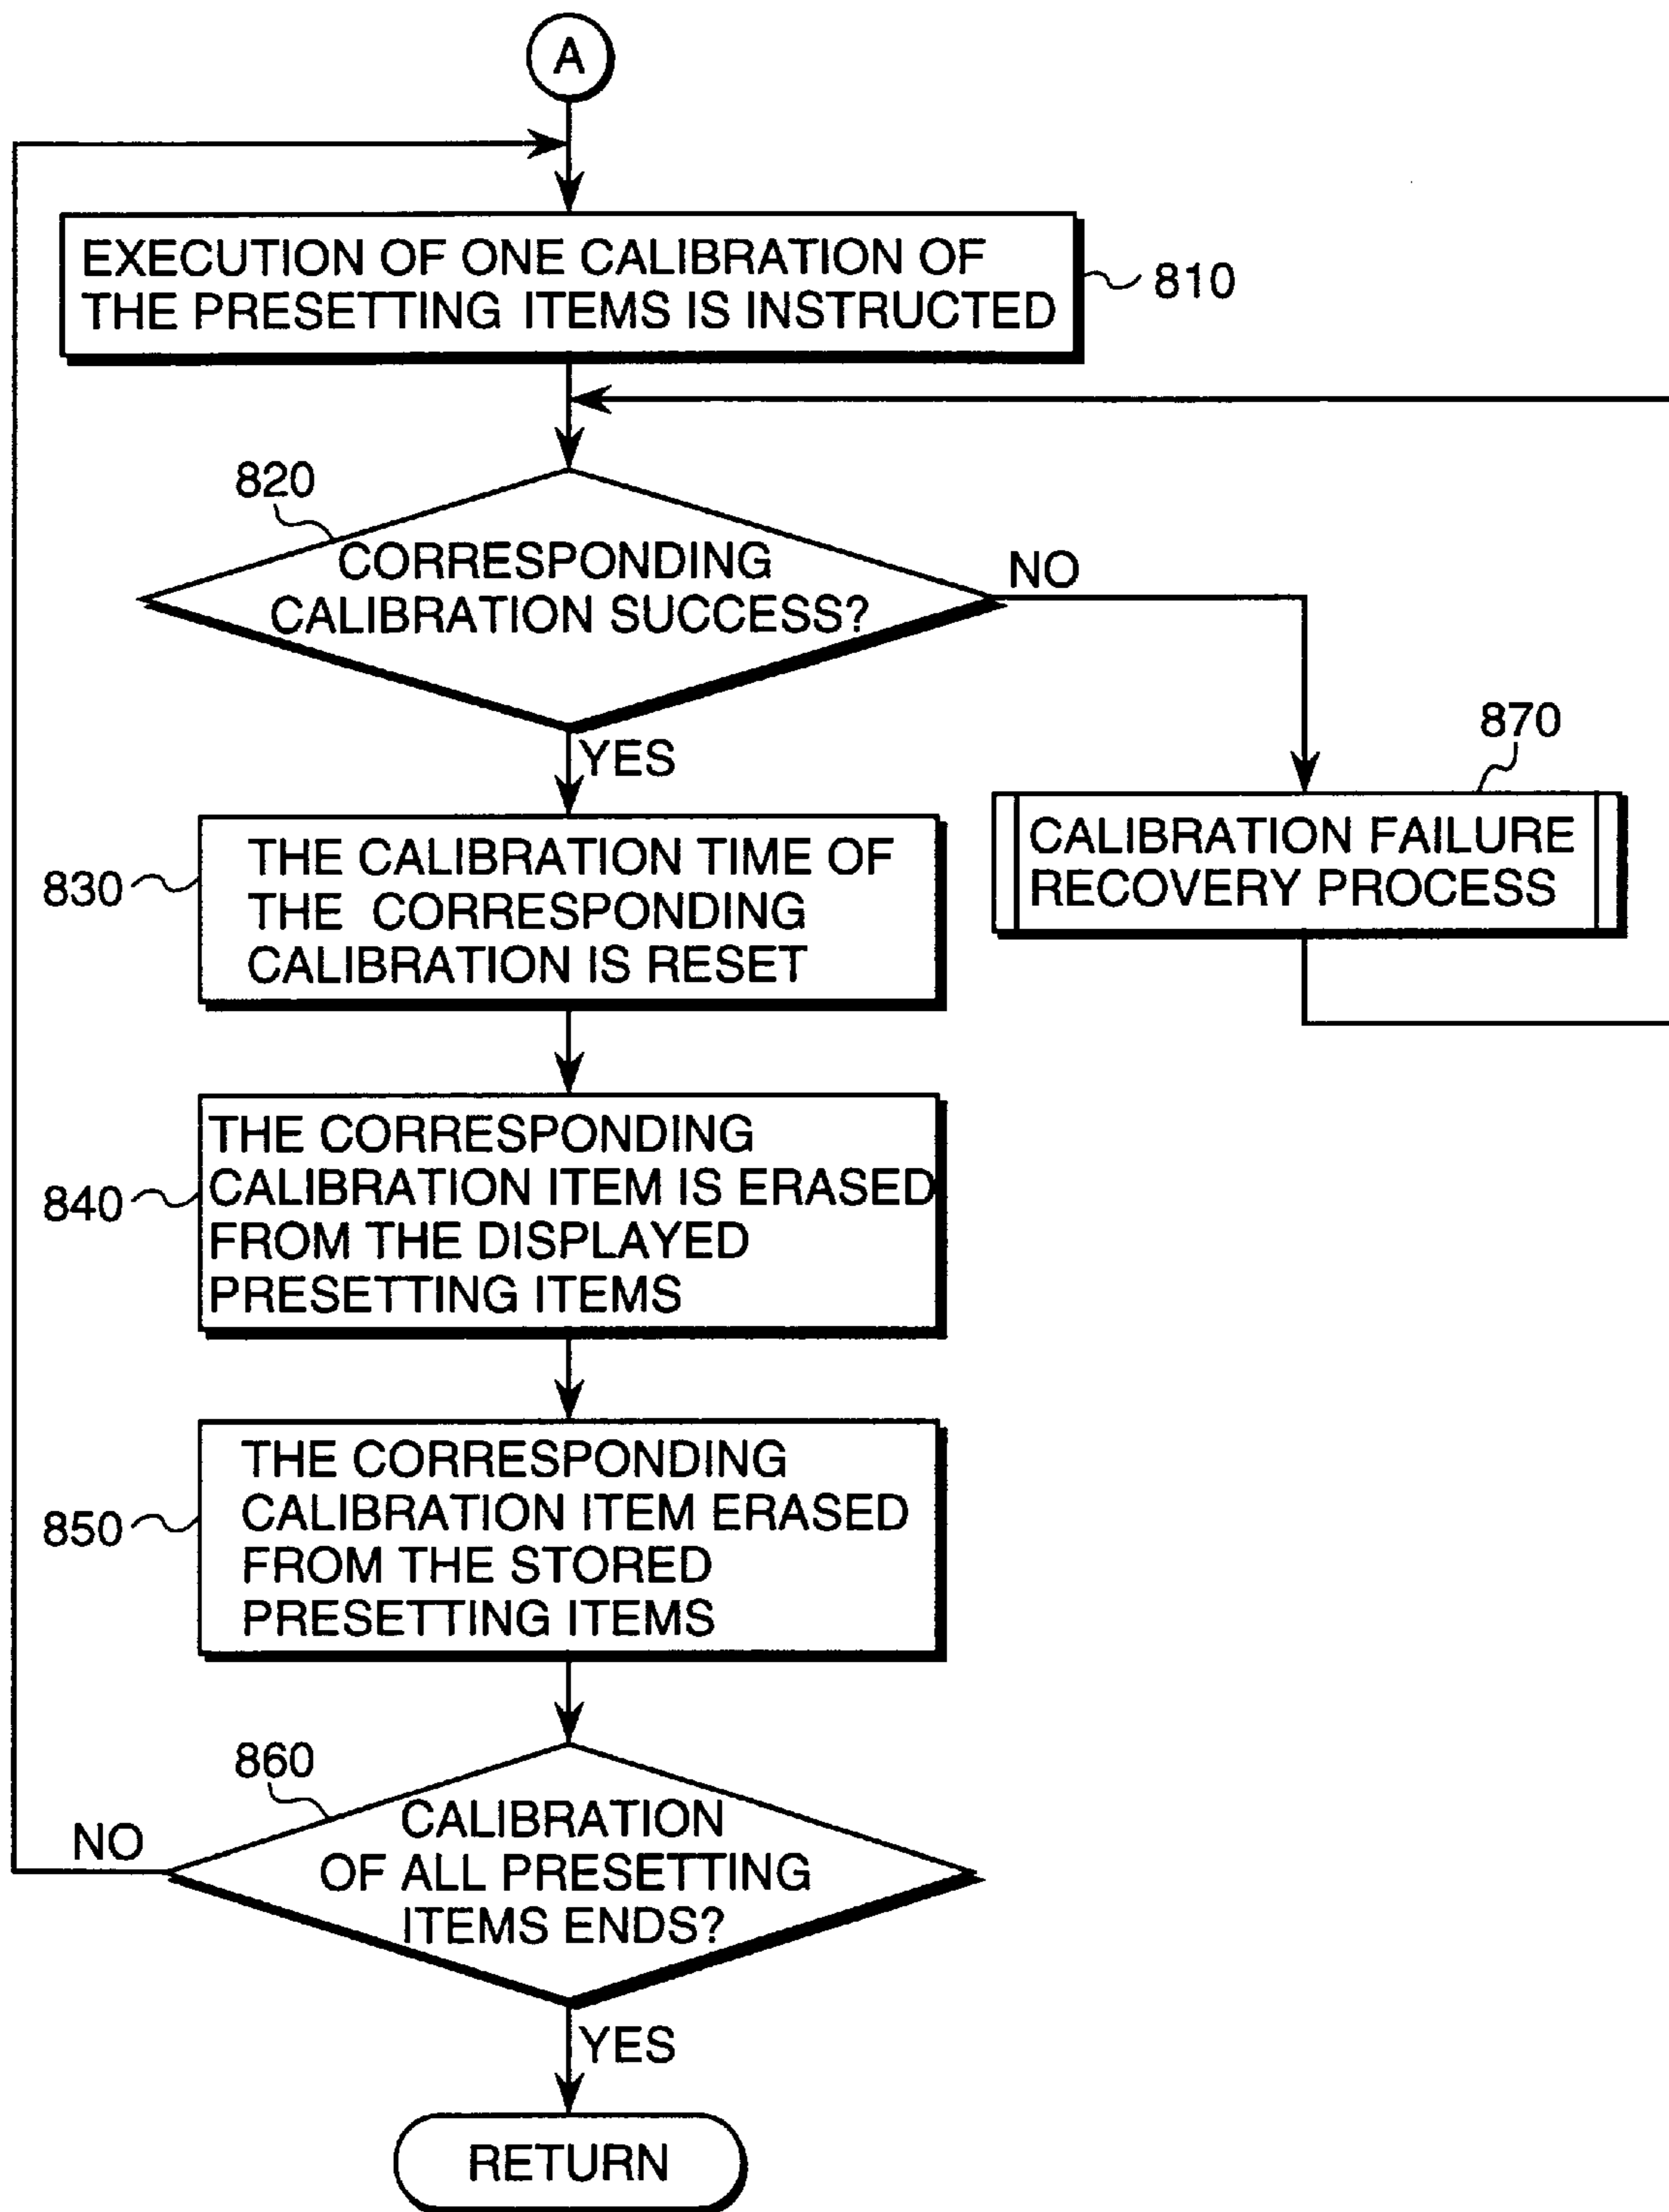 A
EXECUTION OF ONE CALIBRATION OF
THE PRESETTING ITEMS IS INSTRUCTED
810
820
CORRESPONDING
CALIBRATION SUCCESS?
NO
YES
870
CALIBRATION FAILURE
RECOVERY PROCESS
830
THE CALIBRATION TIME OF
THE CORRESPONDING
CALIBRATION IS RESET
840
THE CORRESPONDING
CALIBRATION ITEM IS ERASED
FROM THE DISPLAYED
PRESETTING ITEMS
850
THE CORRESPONDING
CALIBRATION ITEM ERASED
FROM THE STORED
PRESETTING ITEMS
860
NO
CALIBRATION
OF ALL PRESETTING
ITEMS ENDS?
YES
RETURN